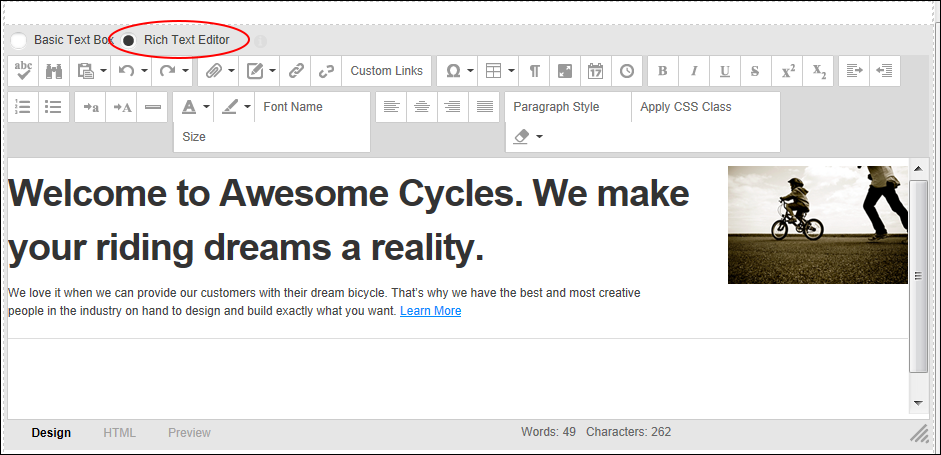 Basic Text Box Rich Text Editor
abc Custom Links Ω ¶ 17 B I U S x² x₂
a A A Font Name Paragraph Style Apply CSS Class
Size
Welcome to Awesome Cycles. We make
your riding dreams a reality.
We love it when we can provide our customers with their dream bicycle. That's why we have the best and most creative
people in the industry on hand to design and build exactly what you want. Learn More
Design HTML Preview Words: 49 Characters: 262